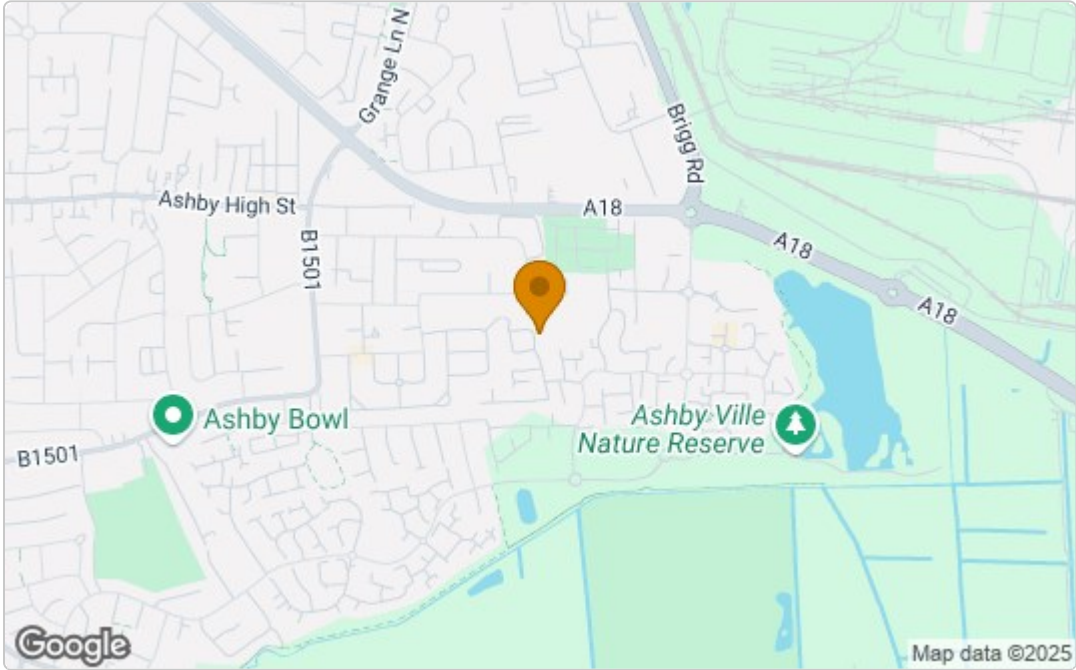 Grange Ln N
Brigg Rd
Ashby High St
A18
B1501
A18
A18
Ashby Bowl
Ashby Ville
Nature Reserve
B1501
Google
Map data ©2025